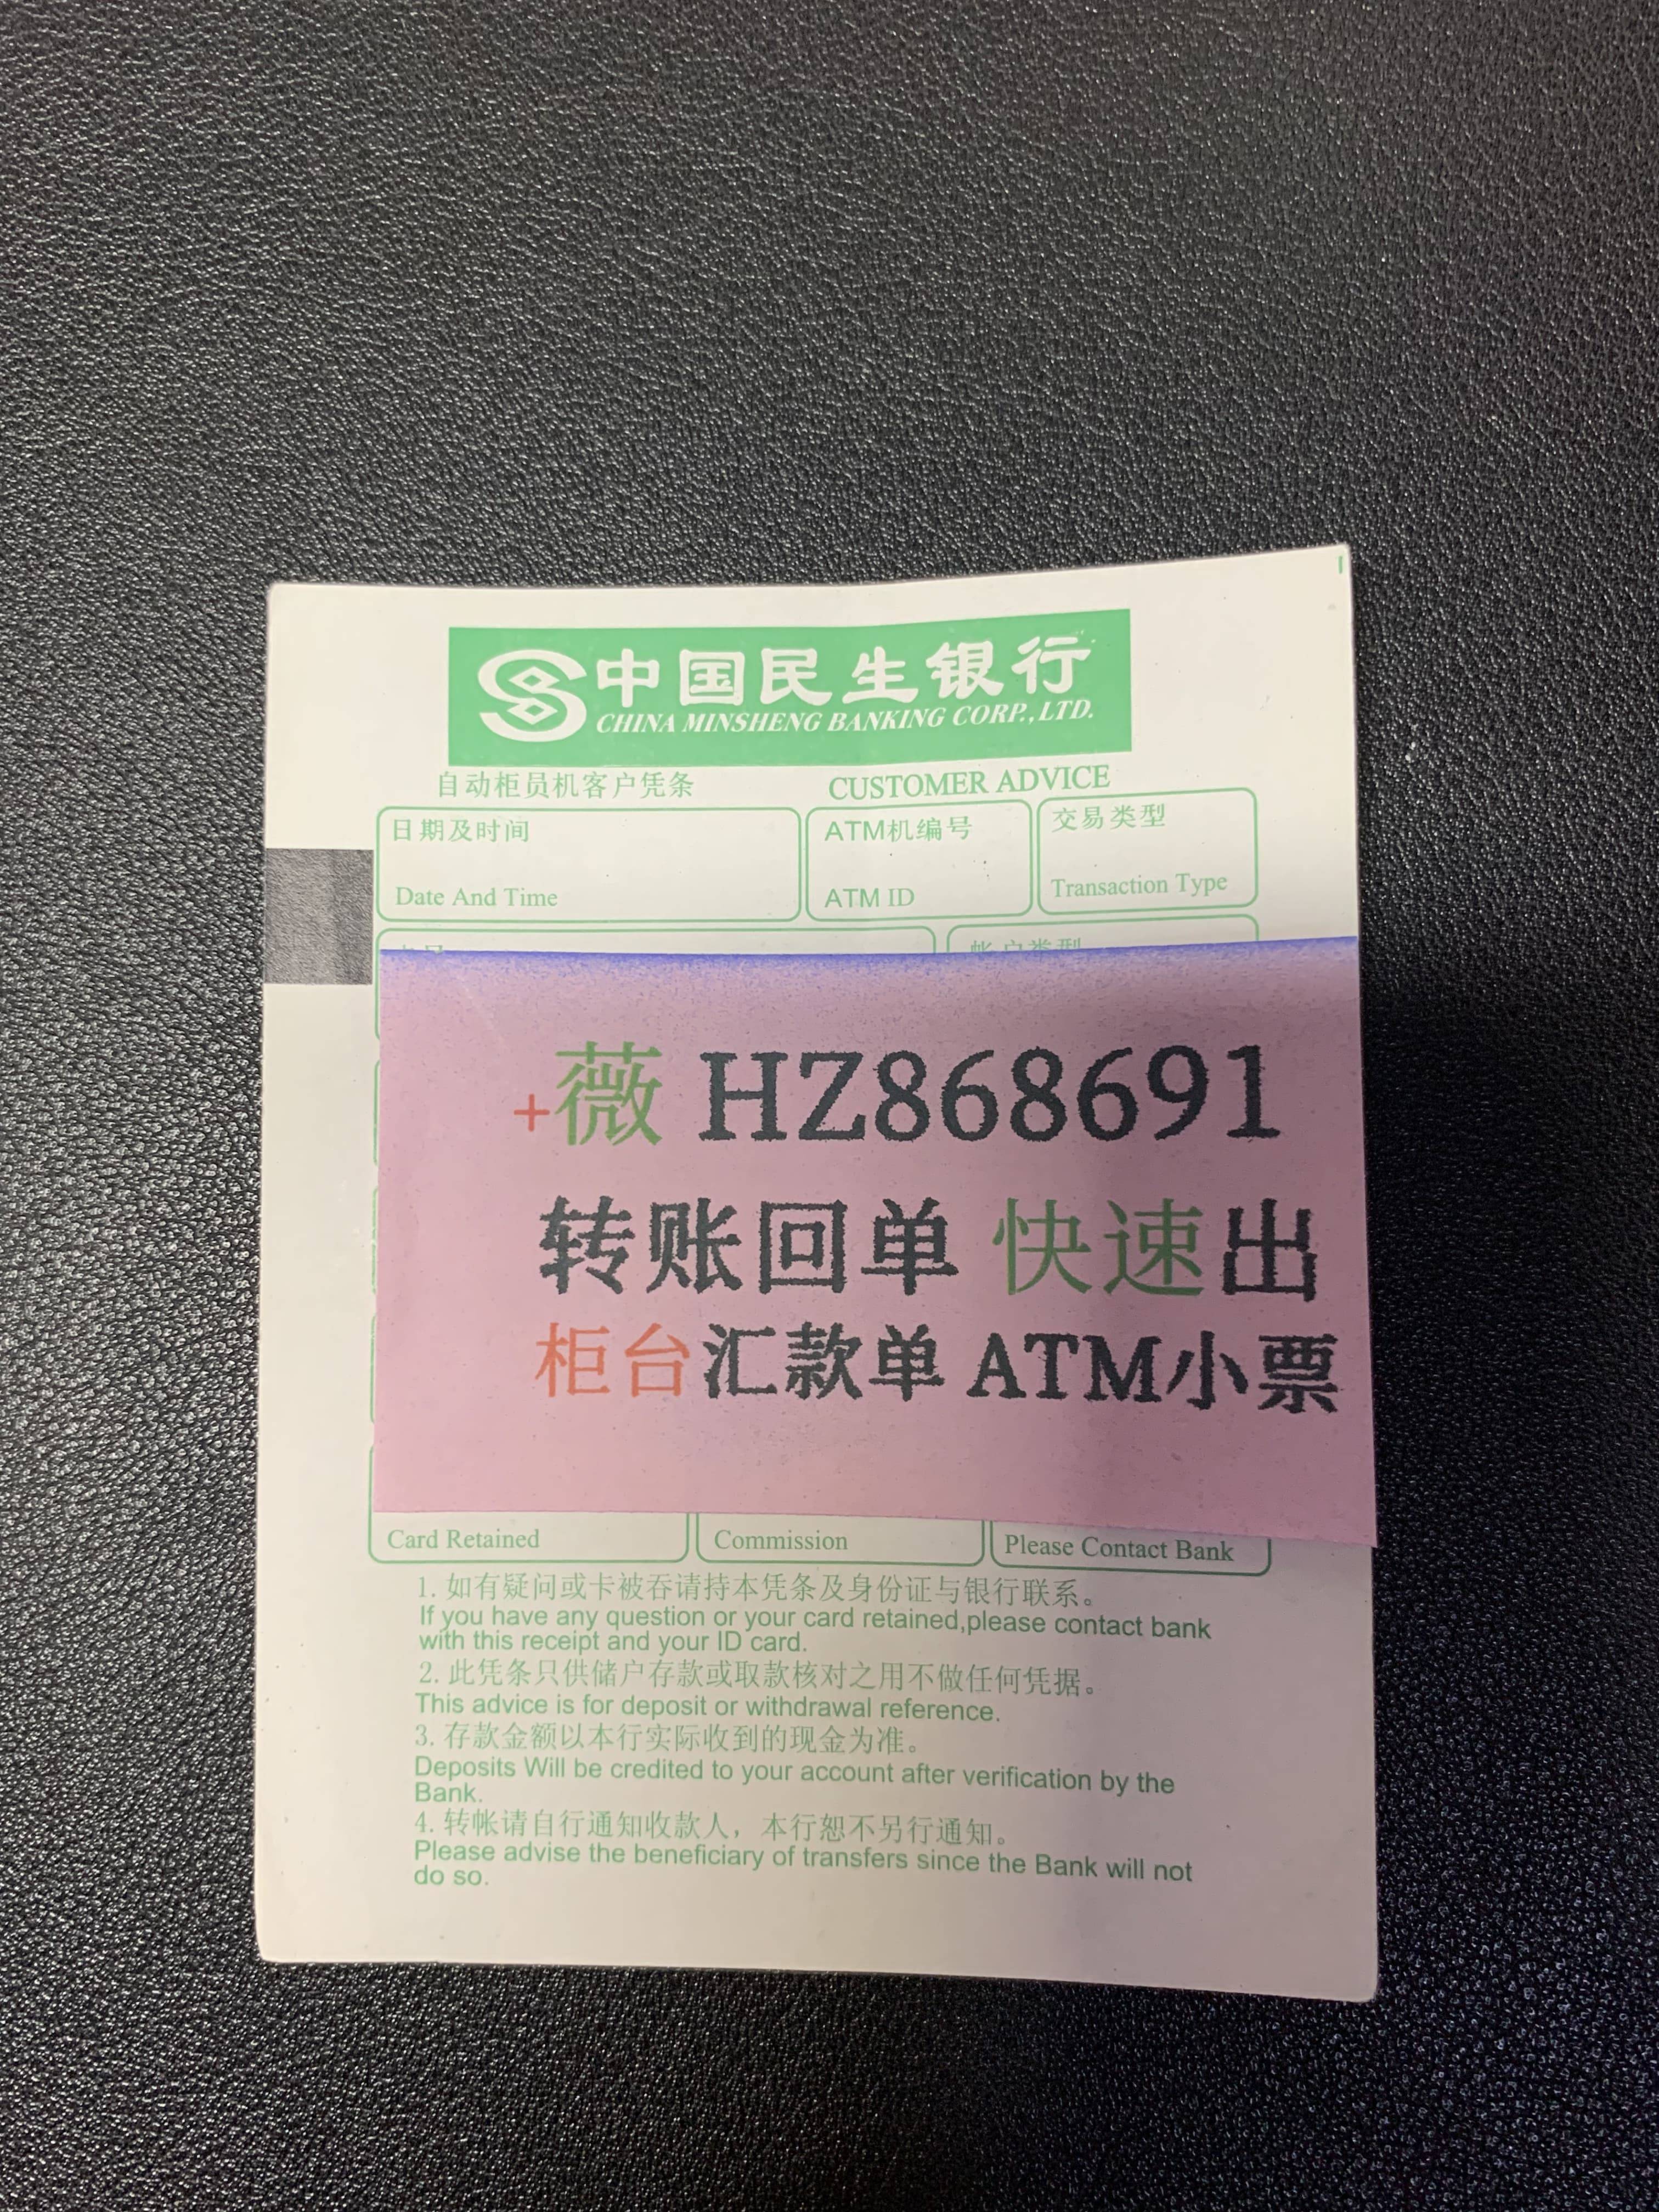 中国民生银行
CHINA MINSHENG BANKING CORP.,LTD.
自动柜员机客户凭条 CUSTOMER ADVICE
日期及时间 ATM机编号 交易类型
Date And Time ATM ID Transaction Type
帐户类型
+薇 HZ868691
转账回单 快速出
柜台汇款单 ATM小票
Card Retained Commission Please Contact Bank
1. 如有疑问或卡被吞请持本凭条及身份证与银行联系。
If you have any question or your card retained,please contact bank
with this receipt and your ID card.
2. 此凭条只供储户存款或取款核对之用不做任何凭据。
This advice is for deposit or withdrawal reference.
3. 存款金额以本行实际收到的现金为准。
Deposits Will be credited to your account after verification by the
Bank.
4. 转帐请自行通知收款人，本行恕不另行通知。
Please advise the beneficiary of transfers since the Bank will not
do so.